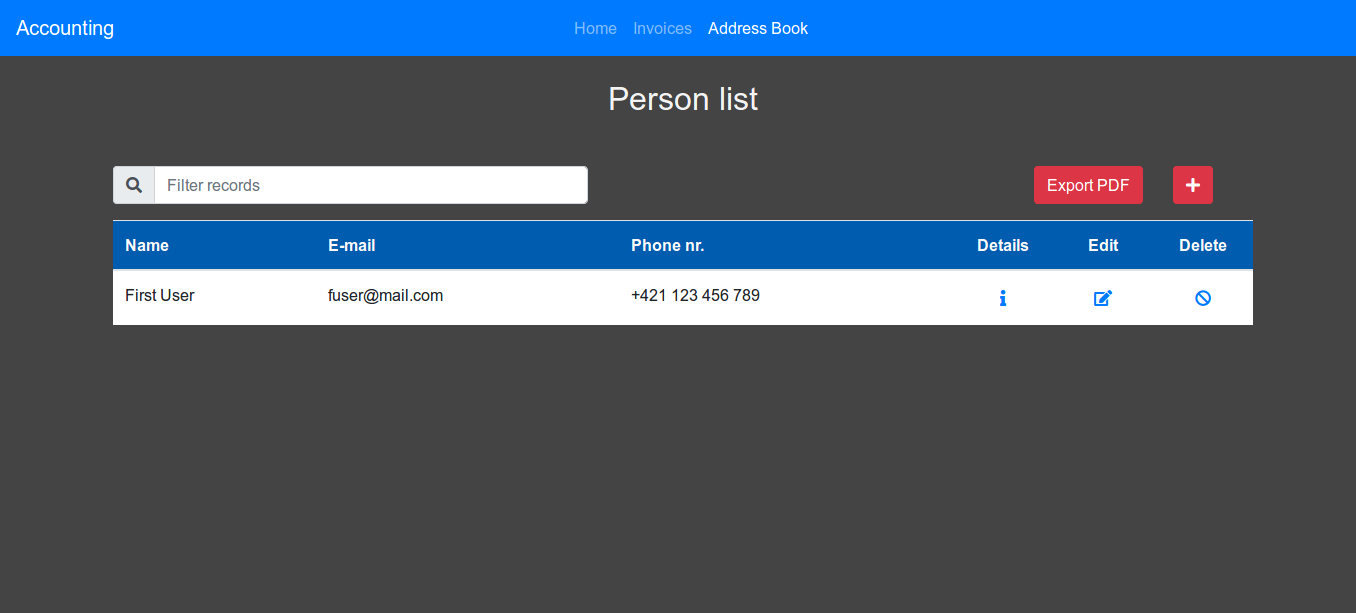 Accounting
Home Invoices Address Book
Person list
Filter records
Export PDF
Name E-mail Phone nr. Details Edit Delete
First User fuser@mail.com +421 123 456 789